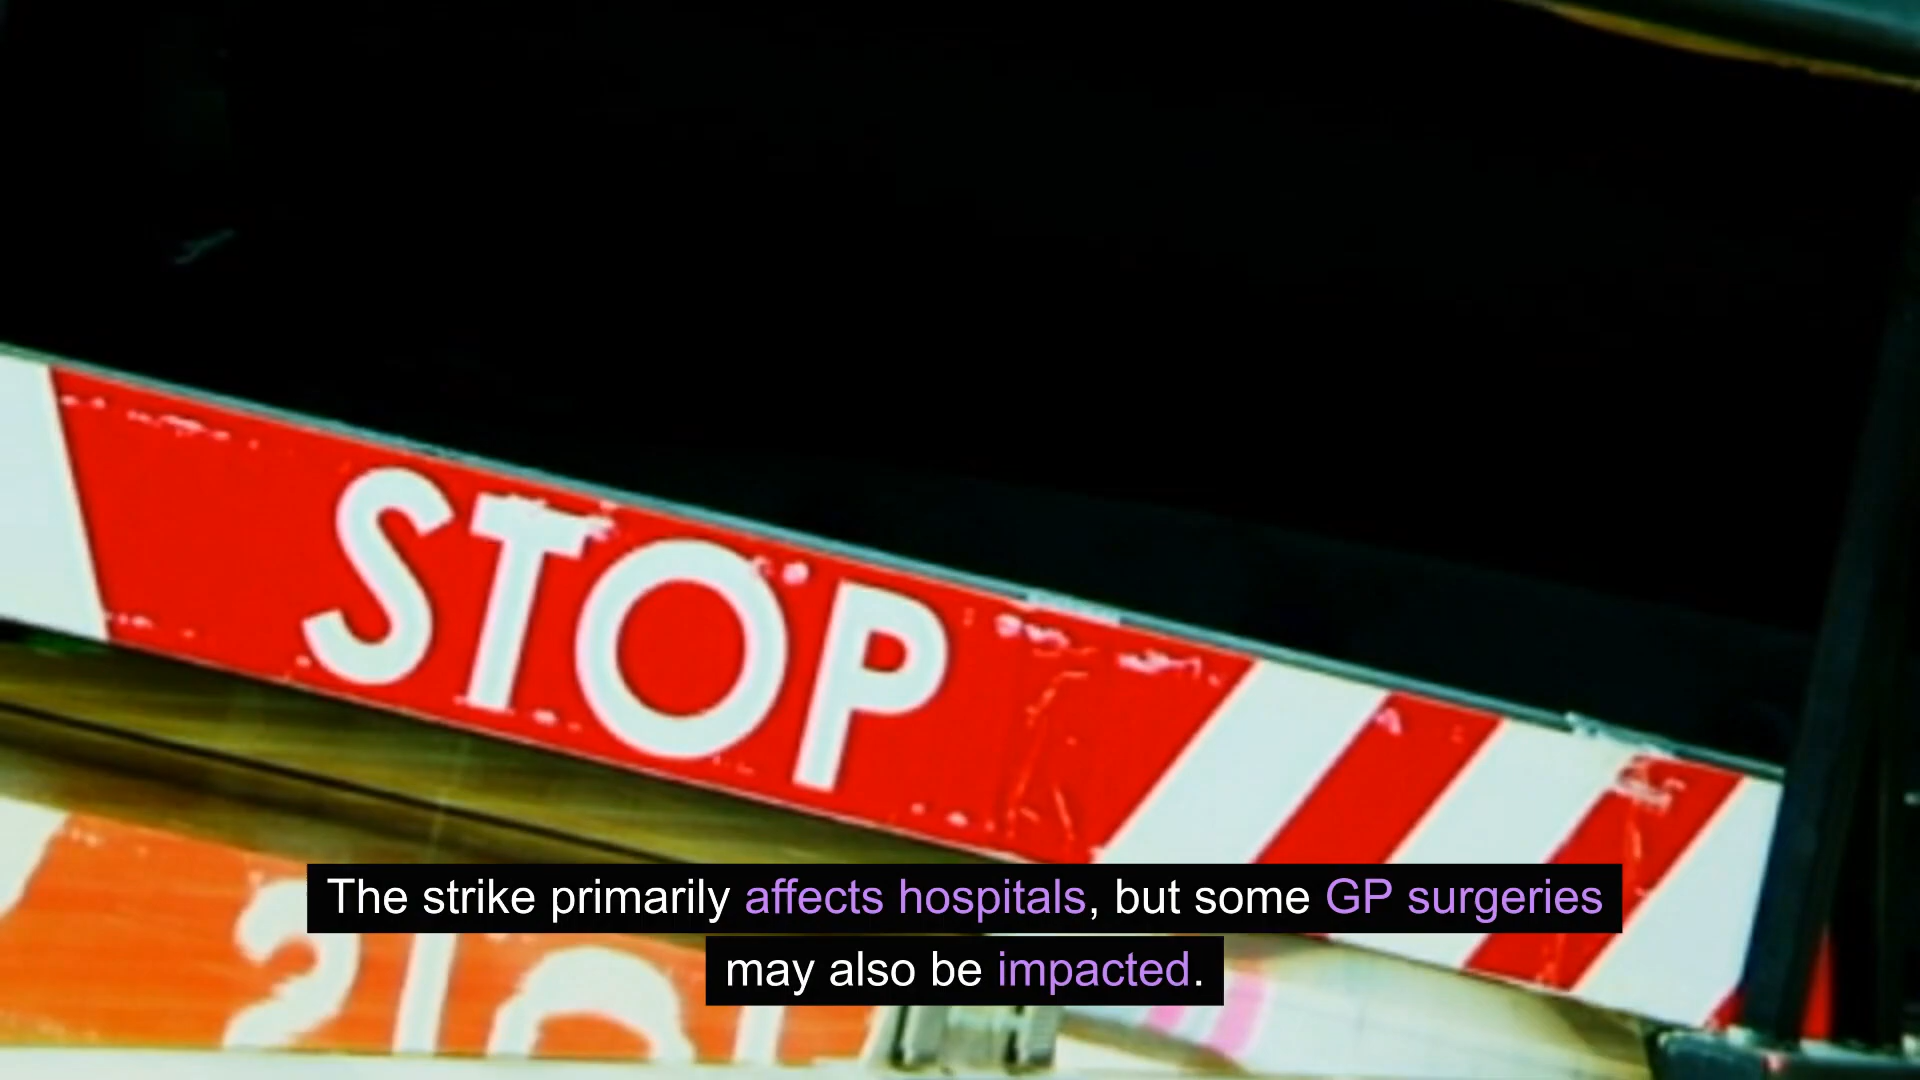 STOP
The strike primarily affects hospitals, but some GP surgeries
may also be impacted.